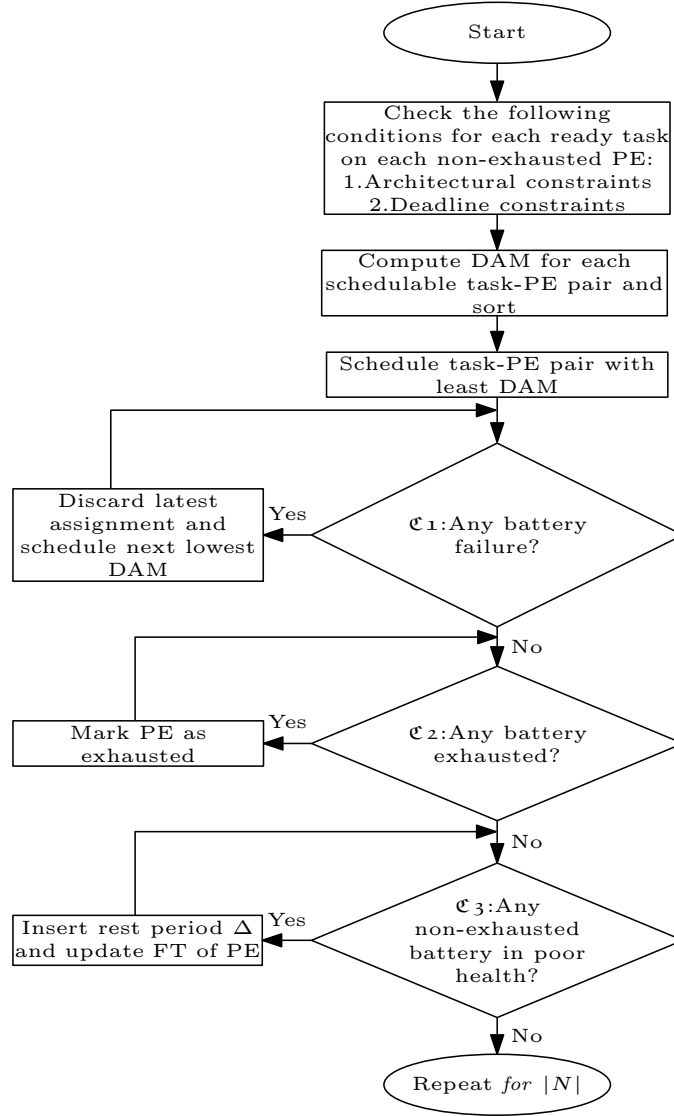 Start
Check the following
conditions for each ready task
on each non-exhausted PE:
1.Architectural constraints
2.Deadline constraints
Compute DAM for each
schedulable task-PE pair and
sort
Schedule task-PE pair with
least DAM
Discard latest
assignment and
schedule next lowest
DAM
Yes
ℭ1:Any battery
failure?
No
Mark PE as
exhausted
Yes
ℭ2:Any battery
exhausted?
No
Insert rest period Δ
and update FT of PE
Yes
ℭ3:Any
non-exhausted
battery in poor
health?
No
Repeat for |N|